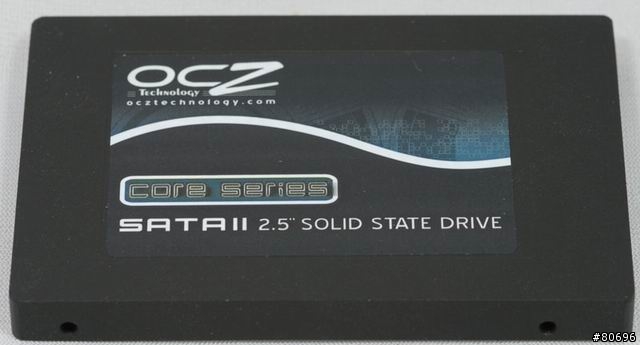 OCZ
Technology
ocztechnology.com
core series
SATA II 2.5" SOLID STATE DRIVE
#80696